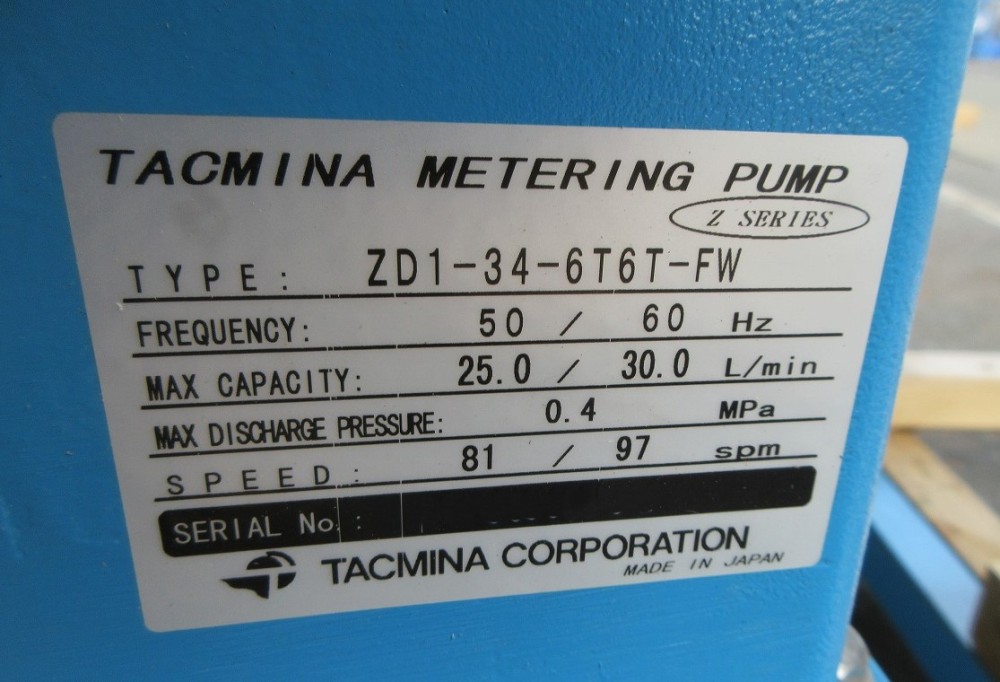 TACMINA METERING PUMP
Z SERIES
TYPE: ZD1-34-6T6T-FW
FREQUENCY: 50 / 60 Hz
MAX CAPACITY: 25.0 / 30.0 L/min
MAX DISCHARGE PRESSURE: 0.4 MPa
SPEED: 81 / 97 spm
SERIAL No. :
TACMINA CORPORATION
MADE IN JAPAN